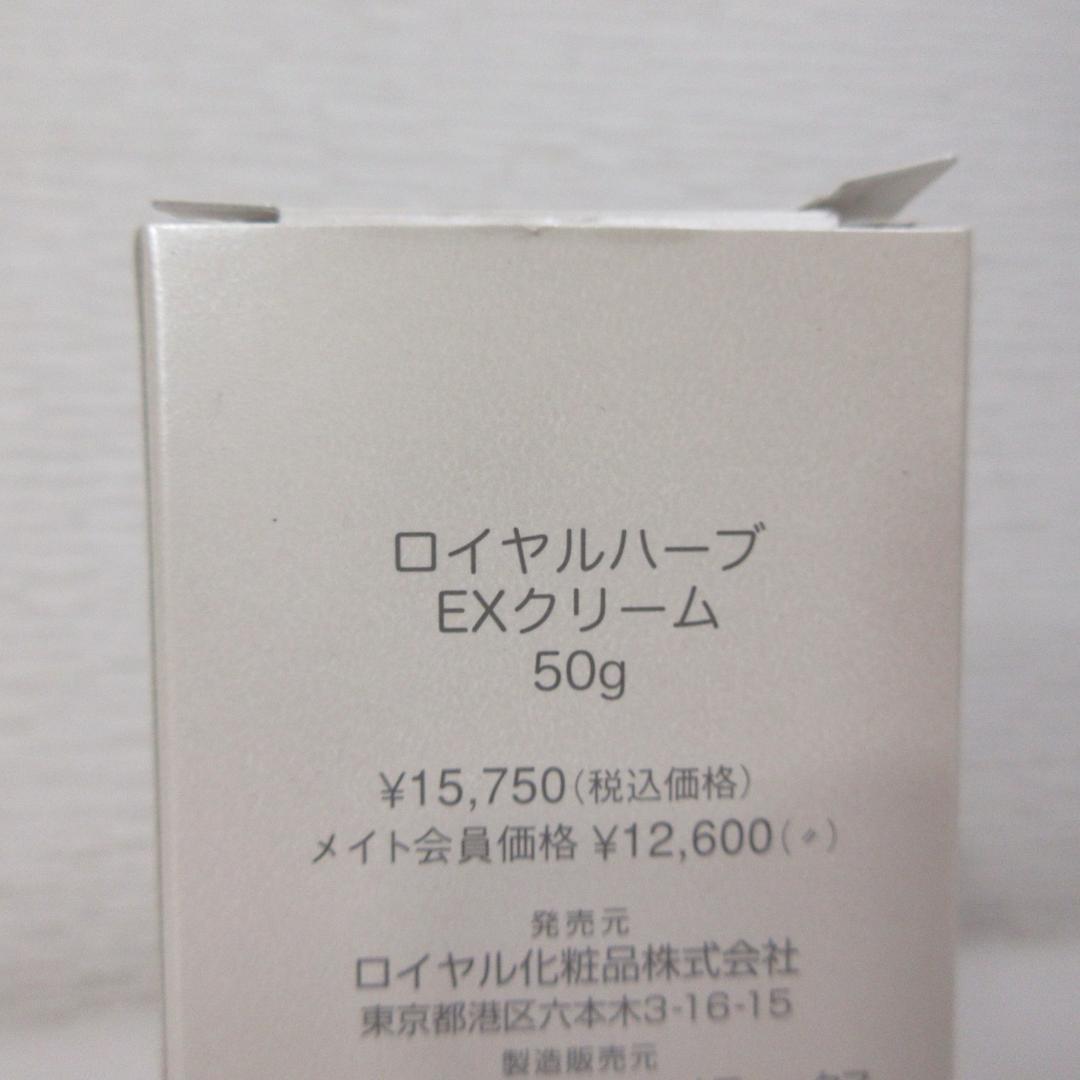 ロイヤルハーブ
EXクリーム
50g
¥15,750(税込価格)
メイト会員価格 ¥12,600(〃)
発売元
ロイヤル化粧品株式会社
東京都港区六本木3-16-15
製造販売元